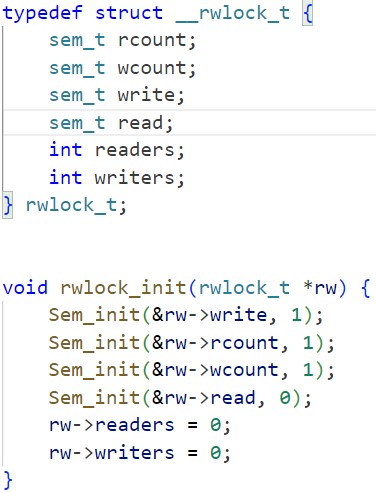 typedef struct __rwlock_t {
    sem_t rcount;
    sem_t wcount;
    sem_t write;
    sem_t read;
    int readers;
    int writers;
} rwlock_t;
void rwlock_init(rwlock_t *rw) {
    Sem_init(&rw->write, 1);
    Sem_init(&rw->rcount, 1);
    Sem_init(&rw->wcount, 1);
    Sem_init(&rw->read, 0);
    rw->readers = 0;
    rw->writers = 0;
}